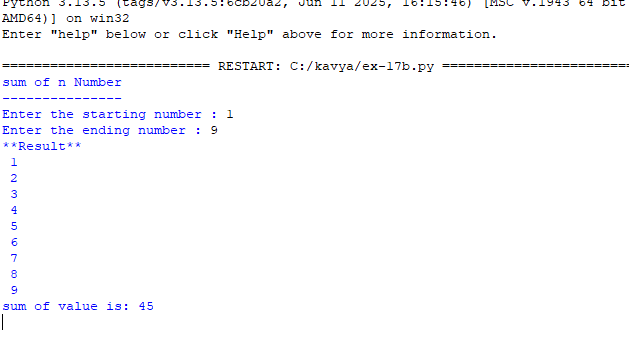 Python 3.13.5 (tags/v3.13.5:6cb20a2, Jun 11 2025, 16:15:46) [MSC v.1943 64 bit
AMD64)] on win32
Enter "help" below or click "Help" above for more information.
========================== RESTART: C:/kavya/ex-17b.py ========================
sum of n Number
---------------
Enter the starting number : 1
Enter the ending number : 9
**Result**
1
2
3
4
5
6
7
8
9
sum of value is: 45